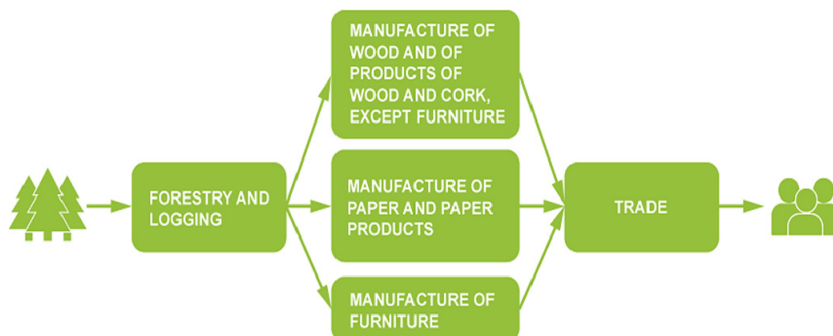 MANUFACTURE OF
WOOD AND OF
PRODUCTS OF
WOOD AND CORK,
EXCEPT FURNITURE
FORESTRY AND
LOGGING
MANUFACTURE OF
PAPER AND PAPER
PRODUCTS
TRADE
MANUFACTURE OF
FURNITURE